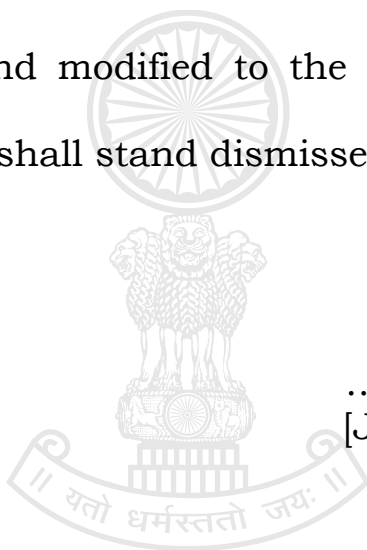 nd modified to the
shall stand dismisse
…
[J
॥ यतो धर्मस्ततो जयः ॥